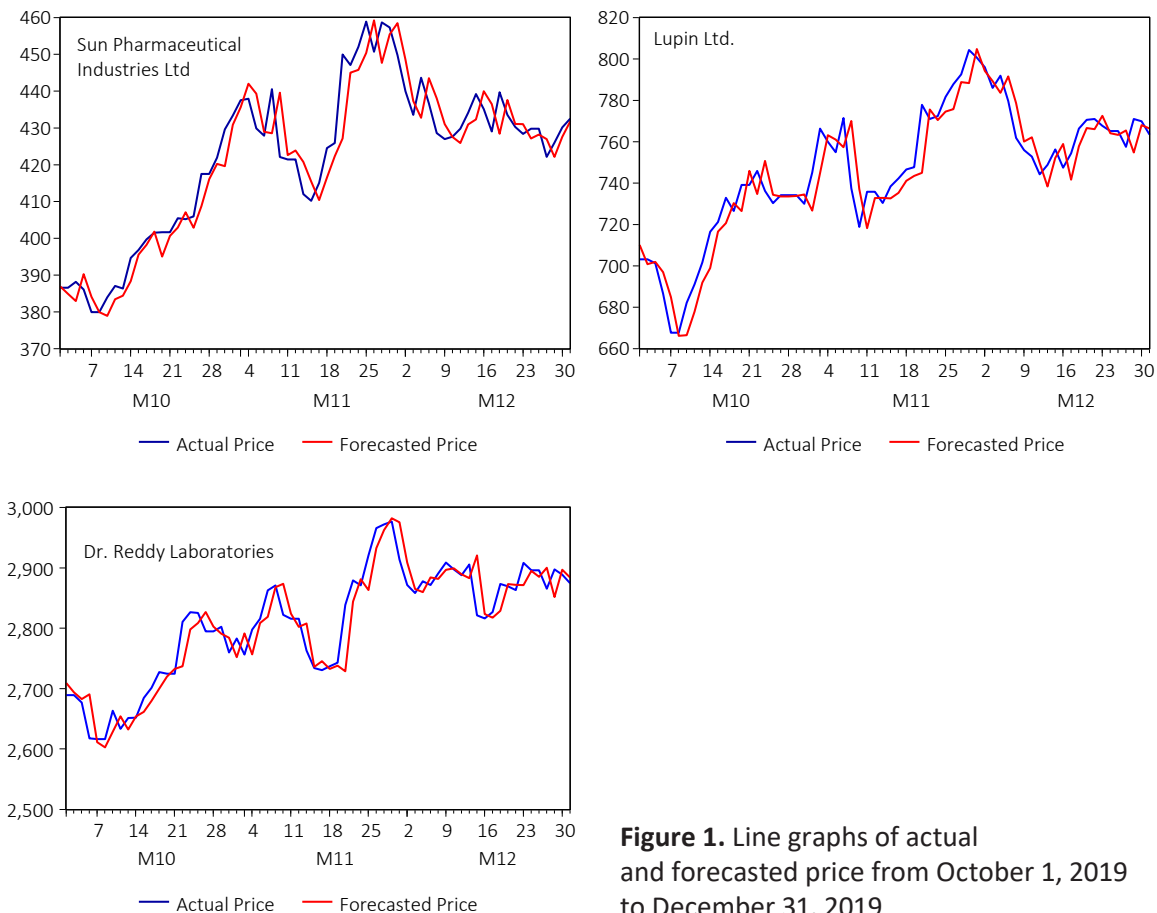 460
450
440
430
420
410
400
390
380
370
Sun Pharmaceutical
Industries Ltd
7 14 21 28 4 11 18 25 2 9 16 23 30
M10 M11 M12
Actual Price Forecasted Price
820
800
780
760
740
720
700
680
660
Lupin Ltd.
7 14 21 28 4 11 18 25 2 9 16 23 30
M10 M11 M12
Actual Price Forecasted Price
3,000
2,900
2,800
2,700
2,600
2,500
Dr. Reddy Laboratories
7 14 21 28 4 11 18 25 2 9 16 23 30
M10 M11 M12
Actual Price Forecasted Price
Figure 1. Line graphs of actual
and forecasted price from October 1, 2019
to December 31, 2019